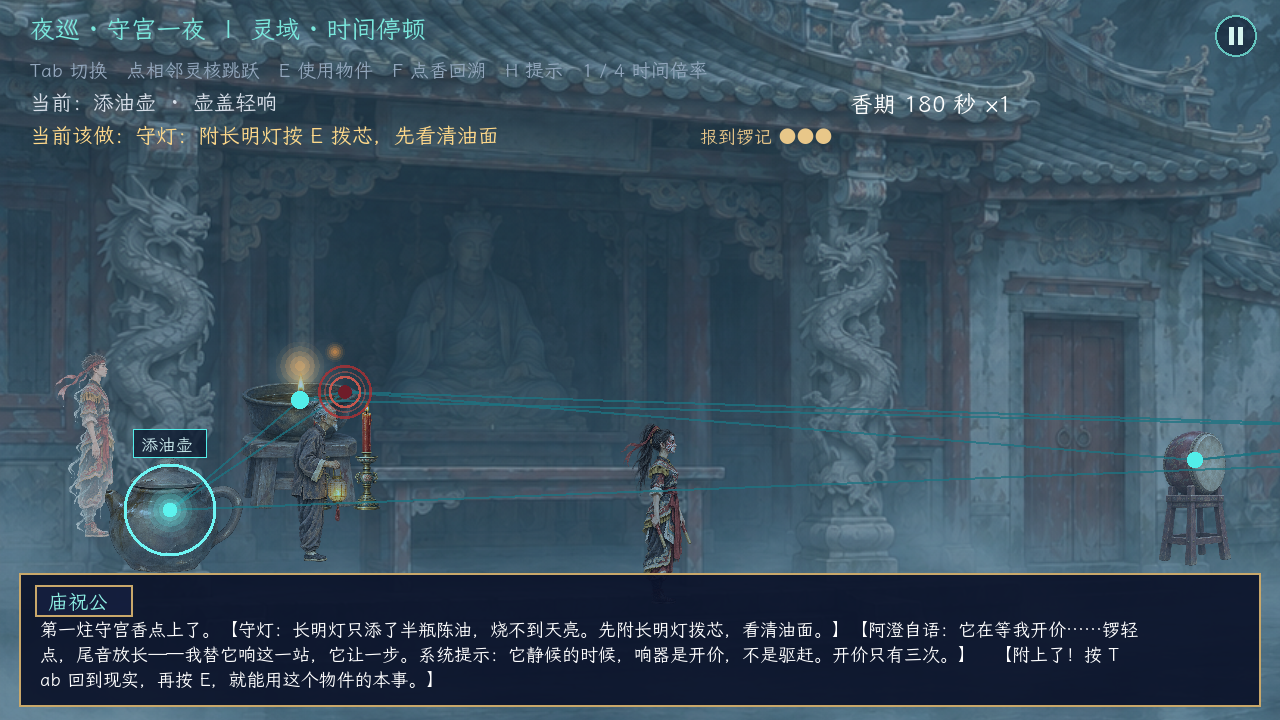 夜巡·守宫一夜 | 灵域·时间停顿
Tab 切换 点相邻灵核跳跃 E 使用物件 F 点香回溯 H 提示 1 / 4 时间倍率
当前: 添油壶 · 壶盖轻响
香期 180 秒 ×1
当前该做: 守灯: 附长明灯按 E 拨芯, 先看清油面
报到锣记
添油壶
庙祝公
第一炷守宫香点上了。【守灯: 长明灯只添了半瓶陈油, 烧不到天亮。先附长明灯拨芯, 看清油面。】【阿澄自语: 它在等我开价……锣轻
点, 尾音放长——我替它响这一站, 它让一步。系统提示: 它静候的时候, 响器是开价, 不是驱赶。开价只有三次。】 【附上了! 按 T
ab 回到现实, 再按 E, 就能用这个物件的本事。】